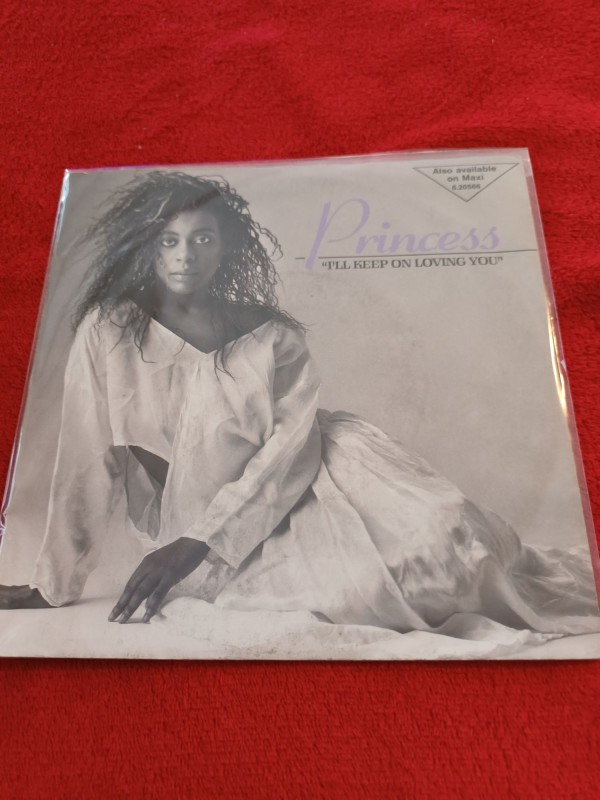 Also available
on Maxi
6.20566
Princess
"I'LL KEEP ON LOVING YOU"